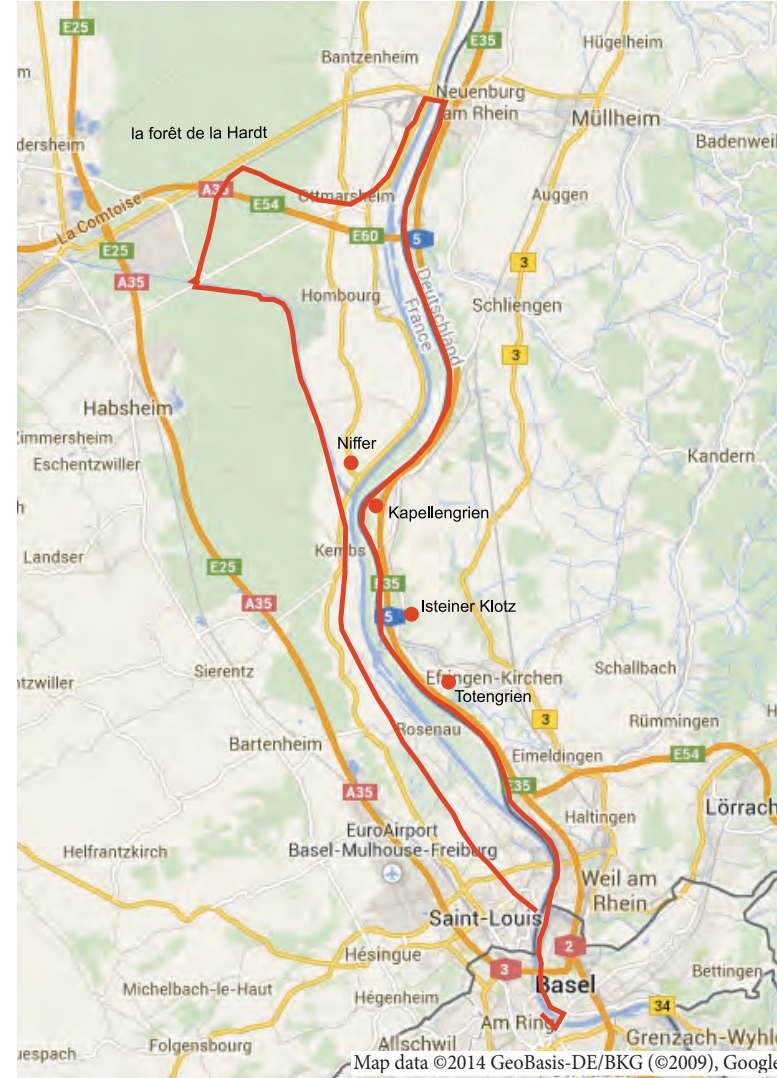 E25
E35
Hügelheim
Bantzenheim
m
Neuenburg
am Rhein
Müllheim
la forêt de la Hardt
dersheim
Badenweil
A35
Ottmarsheim
Auggen
La Comtoise
E54
E60
5
E25
3
A35
Hombourg
Deutschland
France
Schliengen
3
Habsheim
Zimmersheim
Niffer
Eschentzwiller
Kandern
h
Kapellengrien
Landser
Kembs
E25
E35
A35
5
Isteiner Klotz
Sierentz
Schallbach
Efringen-Kirchen
ntzwiller
Totengrien
3
Rümmingen
H
Rosenau
Bartenheim
Eimeldingen
E54
E35
A35
Lörrach
Haltingen
EuroAirport
Basel-Mulhouse-Freiburg
Helfrantzkirch
Weil am
Rhein
Saint-Louis
2
Hésingue
3
Bettingen
Michelbach-le-Haut
Basel
Hégenheim
34
Am Ring
Folgensbourg
Allschwil
Grenzach-Wyhle
uespach
Map data ©2014 GeoBasis-DE/BKG (©2009), Google